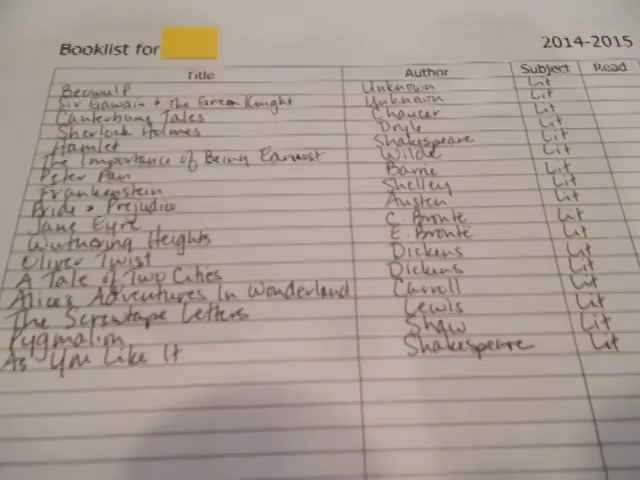 Booklist for 2014-2015
Title Author Subject Read
Beowulf Unknown Lit
Sir Gawain & The Green Knight Unknown Lit
Canterbury Tales Chaucer Lit
Sherlock Holmes Doyle Lit
Hamlet Shakespeare Lit
The Importance of Being Earnest Wilde Lit
Peter Pan Barrie Lit
Frankenstein Shelley Lit
Pride & Prejudice Austen Lit
Jane Eyre C. Bronte Lit
Wuthering Heights E. Bronte Lit
Oliver Twist Dickens Lit
A Tale of Two Cities Dickens Lit
Alice's Adventures In Wonderland Carroll Lit
The Screwtape Letters Lewis Lit
Pygmalion Shaw Lit
As You Like It Shakespeare Lit